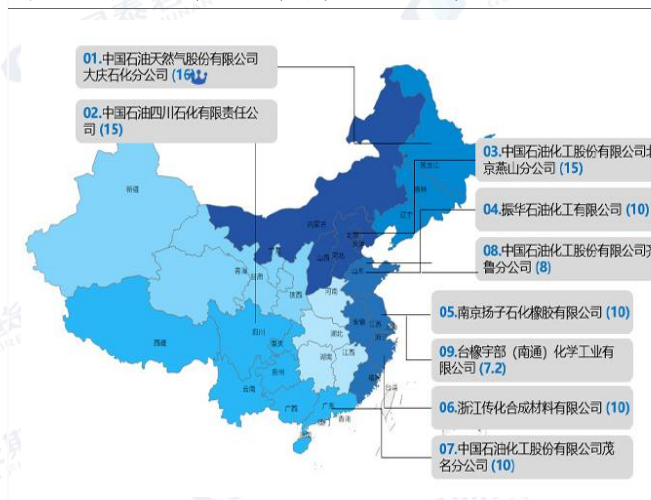 01.中国石油天然气股份有限公司
大庆石化分公司 (16)
02.中国石油四川石化有限责任公
司 (15)
03.中国石油化工股份有限公司北
京燕山分公司 (15)
04.振华石油化工有限公司 (10)
08.中国石油化工股份有限公司齐
鲁分公司 (8)
05.南京扬子石化橡胶有限公司 (10)
09.台橡宇部（南通）化学工业有
限公司 (7.2)
06.浙江传化合成材料有限公司 (10)
07.中国石油化工股份有限公司茂
名分公司 (10)
黑龙江
吉林
辽宁
内蒙古
北京
天津
河北
山西
山东
新疆
青海
甘肃
陕西
河南
西藏
四川
重庆
湖北
安徽
江苏
浙江
湖南
江西
贵州
云南
广西
广东
福建
台湾
香港
澳门